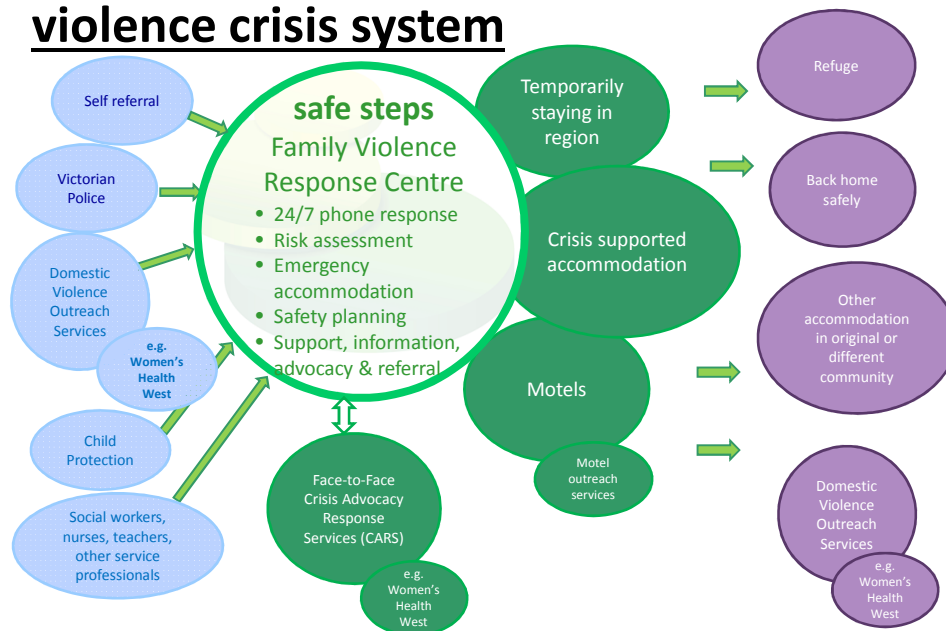 violence crisis system
Self referral
Victorian
Police
Domestic
Violence
Outreach
Services
e.g.
Women's
Health
West
Child
Protection
Social workers,
nurses, teachers,
other service
professionals
safe steps
Family Violence
Response Centre
• 24/7 phone response
• Risk assessment
• Emergency
accommodation
• Safety planning
• Support, information,
advocacy & referral
Face-to-Face
Crisis Advocacy
Response
Services (CARS)
e.g.
Women's
Health
West
Temporarily
staying in
region
Crisis supported
accommodation
Motels
Motel
outreach
services
Refuge
Back home
safely
Other
accommodation
in original or
different
community
Domestic
Violence
Outreach
Services
e.g.
Women's
Health
West